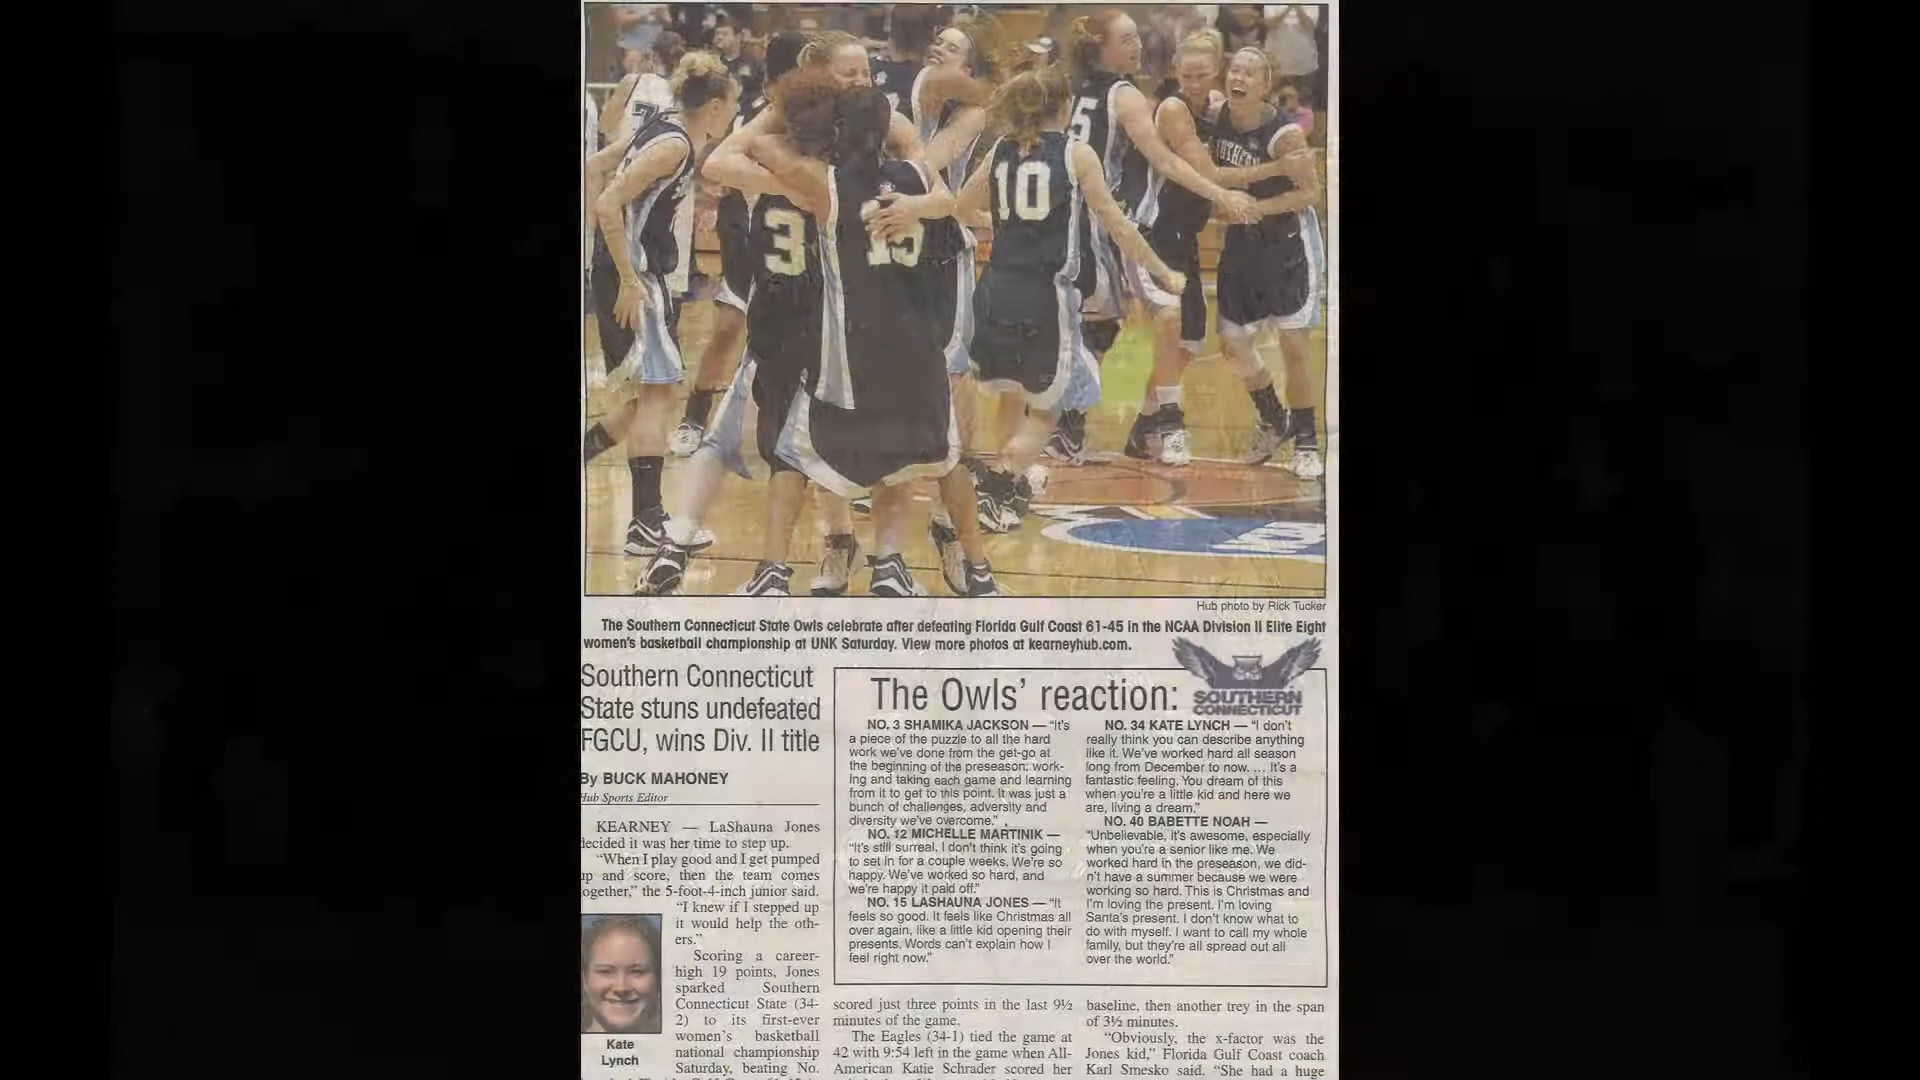 7
3
15
10
5
Hub photo by Rick Tucker
The Southern Connecticut State Owls celebrate after defeating Florida Gulf Coast 61-45 in the NCAA Division II Elite Eight
women's basketball championship at UNK Saturday. View more photos at kearneyhub.com.
Southern Connecticut
State stuns undefeated
FGCU, wins Div. II title
By BUCK MAHONEY
Hub Sports Editor
KEARNEY — LaShauna Jones
decided it was her time to step up.
"When I play good and I get pumped
up and score, then the team comes
together," the 5-foot-4-inch junior said.
"I knew if I stepped up
it would help the oth-
ers."
Scoring a career-
high 19 points, Jones
sparked Southern
Connecticut State (34-
2) to its first-ever
women's basketball
national championship
Saturday, beating No.
Kate
Lynch
The Owls' reaction:
SOUTHERN
CONNECTICUT
NO. 3 SHAMIKA JACKSON — "It's
a piece of the puzzle to all the hard
work we've done from the get-go at
the beginning of the preseason: work-
ing and taking each game and learning
from it to get to this point. It was just a
bunch of challenges, adversity and
diversity we've overcome."
NO. 12 MICHELLE MARTINIK —
"It's still surreal, I don't think it's going
to set in for a couple weeks. We're so
happy. We've worked so hard, and
we're happy it paid off."
NO. 15 LASHAUNA JONES — "It
feels so good. It feels like Christmas all
over again, like a little kid opening their
presents. Words can't explain how I
feel right now."
NO. 34 KATE LYNCH — "I don't
really think you can describe anything
like it. We've worked hard all season
long from December to now. ... It's a
fantastic feeling. You dream of this
when you're a little kid and here we
are, living a dream."
NO. 40 BABETTE NOAH —
"Unbelievable, it's awesome, especially
when you're a senior like me. We
worked hard in the preseason, we did-
n't have a summer because we were
working so hard. This is Christmas and
I'm loving the present. I'm loving
Santa's present. I don't know what to
do with myself. I want to call my whole
family, but they're all spread out all
over the world."
scored just three points in the last 9½
minutes of the game.
The Eagles (34-1) tied the game at
42 with 9:54 left in the game when All-
American Katie Schrader scored her
baseline, then another trey in the span
of 3½ minutes.
"Obviously, the x-factor was the
Jones kid," Florida Gulf Coast coach
Karl Smesko said. "She had a huge